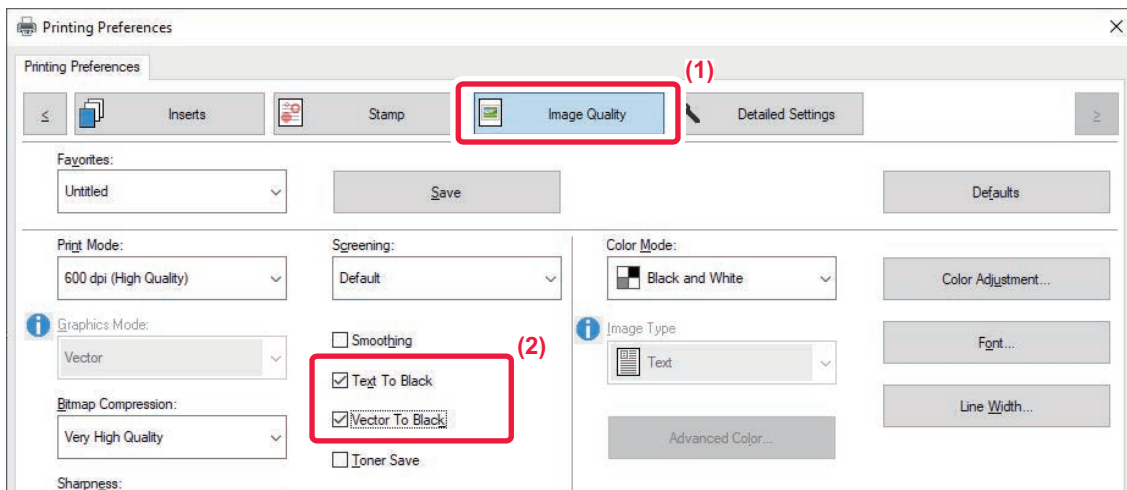 Printing Preferences
Printing Preferences
(1)
≤ Inserts Stamp Image Quality Detailed Settings ≥
Favorites:
Untitled Save Defaults
Print Mode: Screening: Color Mode:
600 dpi (High Quality) Default Black and White Color Adjustment...
Graphics Mode: Smoothing (2) Image Type
Vector Text To Black Text Font...
Bitmap Compression: Vector To Black Line Width...
Very High Quality Toner Save Advanced Color...
Sharpness: